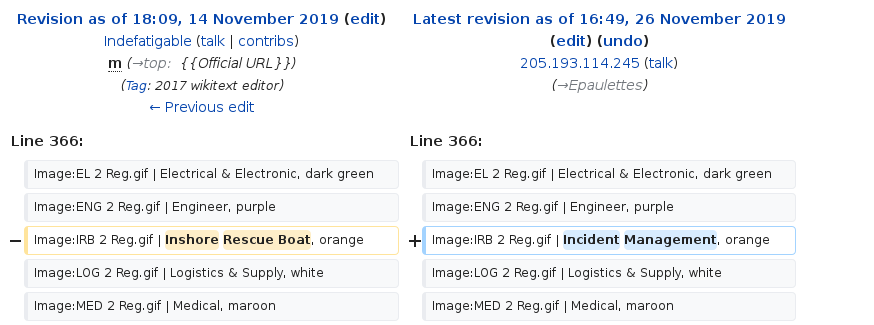 Revision as of 18:09, 14 November 2019 (edit)
Indefatigable (talk | contribs)
m (→top: {{Official URL}})
(Tag: 2017 wikitext editor)
← Previous edit
Latest revision as of 16:49, 26 November 2019
(edit) (undo)
205.193.114.245 (talk)
(→Epaulettes)
Line 366:
Line 366:
Image:EL 2 Reg.gif | Electrical & Electronic, dark green
Image:EL 2 Reg.gif | Electrical & Electronic, dark green
Image:ENG 2 Reg.gif | Engineer, purple
Image:ENG 2 Reg.gif | Engineer, purple
− Image:IRB 2 Reg.gif | Inshore Rescue Boat, orange
+ Image:IRB 2 Reg.gif | Incident Management, orange
Image:LOG 2 Reg.gif | Logistics & Supply, white
Image:LOG 2 Reg.gif | Logistics & Supply, white
Image:MED 2 Reg.gif | Medical, maroon
Image:MED 2 Reg.gif | Medical, maroon